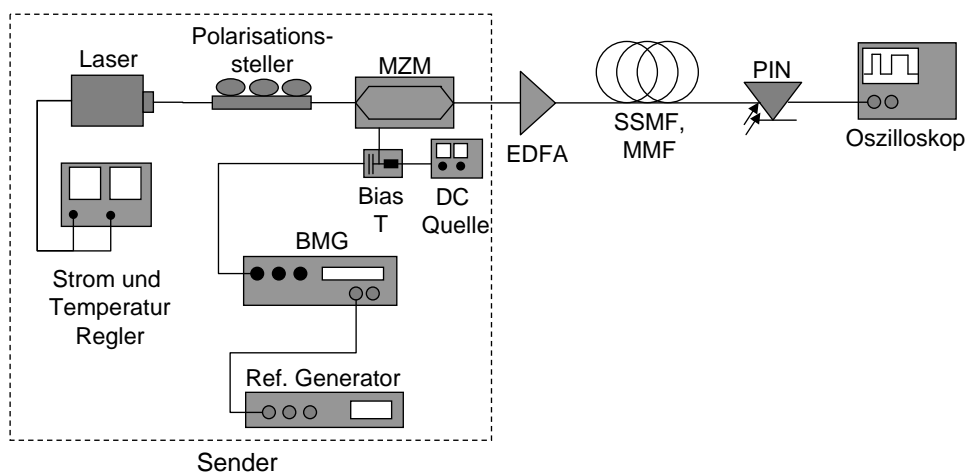 Polarisations-
steller
Laser
MZM
PIN
EDFA
SSMF,
MMF
Oszilloskop
Bias
T
DC
Quelle
BMG
Strom und
Temperatur
Regler
Ref. Generator
Sender